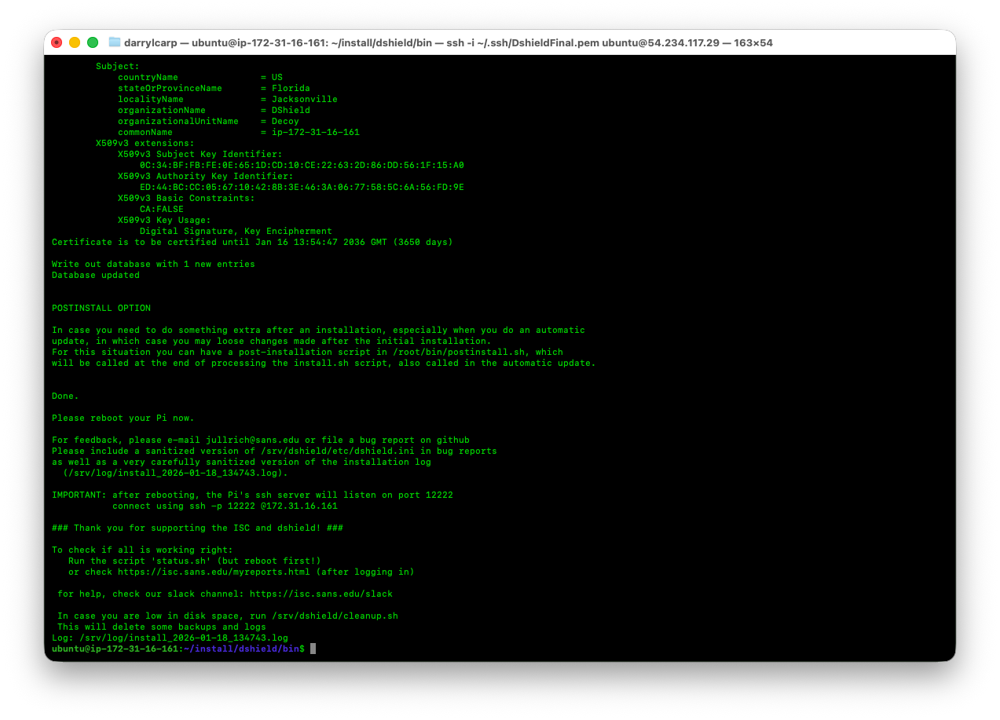 darrylcarp — ubuntu@ip-172-31-16-161: ~/install/dshield/bin — ssh -i ~/.ssh/DshieldFinal.pem ubuntu@54.234.117.29 — 163×54
        Subject:
            countryName               = US
            stateOrProvinceName       = Florida
            localityName              = Jacksonville
            organizationName          = DShield
            organizationalUnitName    = Decoy
            commonName                = ip-172-31-16-161
        X509v3 extensions:
            X509v3 Subject Key Identifier:
                0C:34:BF:FB:FE:0E:65:1D:CD:10:CE:22:63:2D:86:DD:56:1F:15:A0
            X509v3 Authority Key Identifier:
                ED:44:BC:CC:05:67:10:42:8B:3E:46:3A:06:77:58:5C:6A:56:FD:9E
            X509v3 Basic Constraints:
                CA:FALSE
            X509v3 Key Usage:
                Digital Signature, Key Encipherment
Certificate is to be certified until Jan 16 13:54:47 2036 GMT (3650 days)

Write out database with 1 new entries
Database updated


POSTINSTALL OPTION

In case you need to do something extra after an installation, especially when you do an automatic
update, in which case you may loose changes made after the initial installation.
For this situation you can have a post-installation script in /root/bin/postinstall.sh, which
will be called at the end of processing the install.sh script, also called in the automatic update.


Done.

Please reboot your Pi now.

For feedback, please e-mail jullrich@sans.edu or file a bug report on github
Please include a sanitized version of /srv/dshield/etc/dshield.ini in bug reports
as well as a very carefully sanitized version of the installation log
  (/srv/log/install_2026-01-18_134743.log).

IMPORTANT: after rebooting, the Pi's ssh server will listen on port 12222
           connect using ssh -p 12222 @172.31.16.161

### Thank you for supporting the ISC and dshield! ###

To check if all is working right:
   Run the script 'status.sh' (but reboot first!)
   or check https://isc.sans.edu/myreports.html (after logging in)

 for help, check our slack channel: https://isc.sans.edu/slack

 In case you are low in disk space, run /srv/dshield/cleanup.sh
 This will delete some backups and logs
Log: /srv/log/install_2026-01-18_134743.log
ubuntu@ip-172-31-16-161:~/install/dshield/bin$